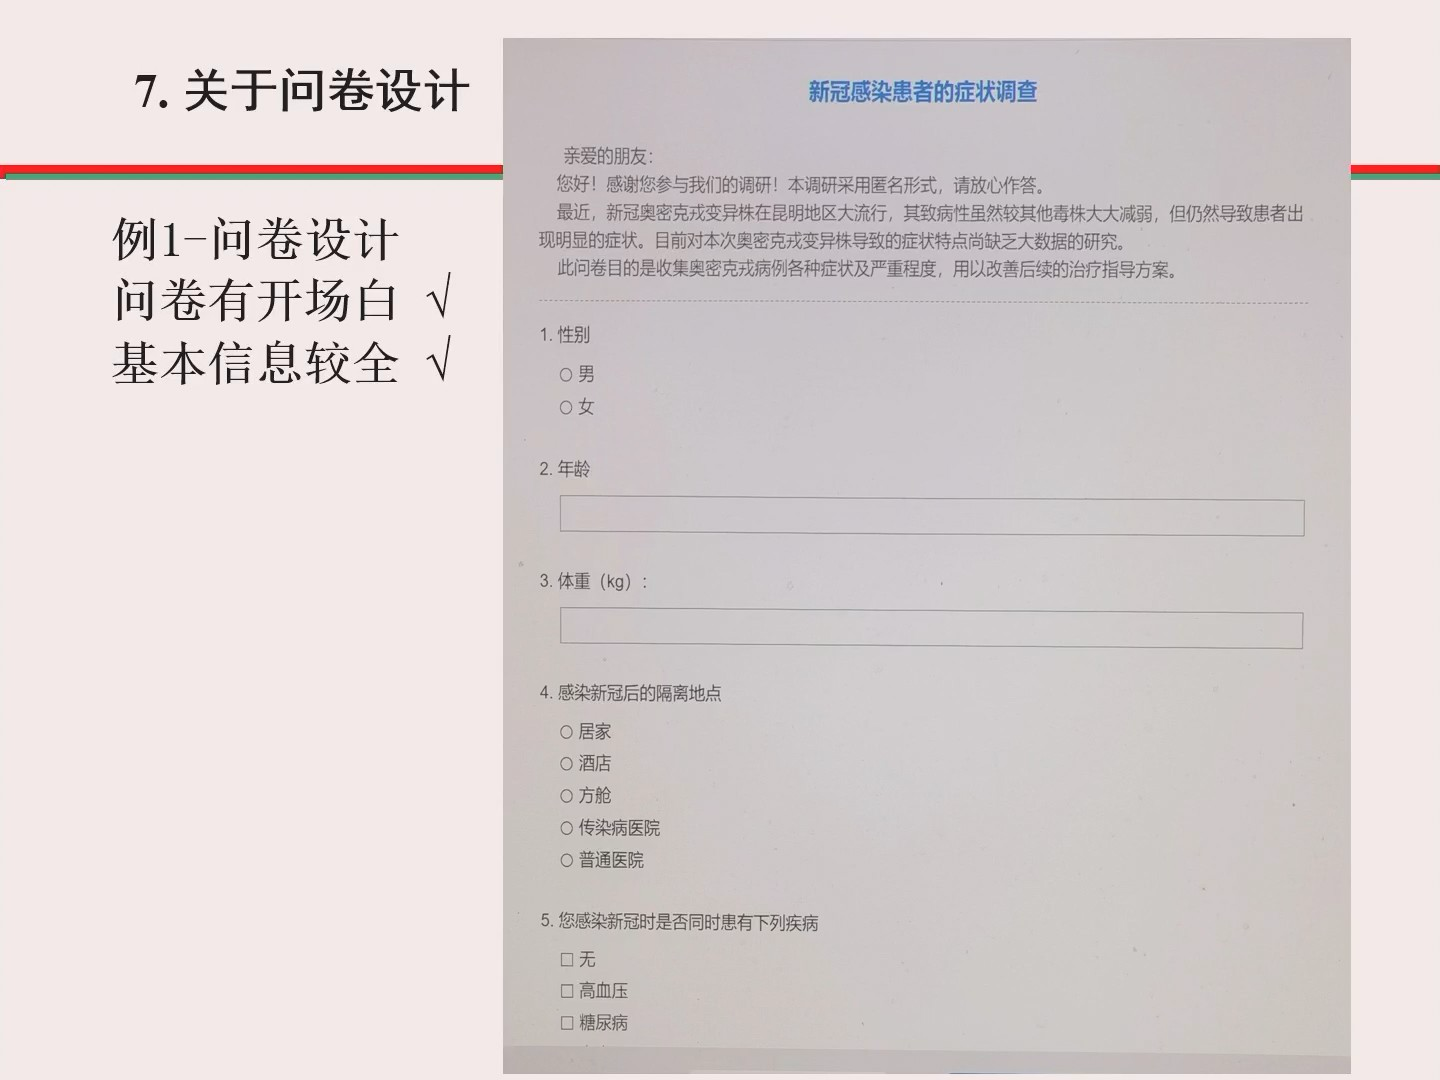 7. 关于问卷设计
例1-问卷设计
问卷有开场白 √
基本信息较全 √
新冠感染患者的症状调查
亲爱的朋友：
您好！感谢您参与我们的调研！本调研采用匿名形式，请放心作答。
最近，新冠奥密克戎变异株在昆明地区大流行，其致病性虽然较其他毒株大大减弱，但仍然导致患者出
现明显的症状。目前对本次奥密克戎变异株导致的症状特点尚缺乏大数据的研究。
此问卷目的是收集奥密克戎病例各种症状及严重程度，用以改善后续的治疗指导方案。
1. 性别
○ 男
○ 女
2. 年龄
3. 体重（kg）：
4. 感染新冠后的隔离地点
○ 居家
○ 酒店
○ 方舱
○ 传染病医院
○ 普通医院
5. 您感染新冠时是否同时患有下列疾病
□ 无
□ 高血压
□ 糖尿病